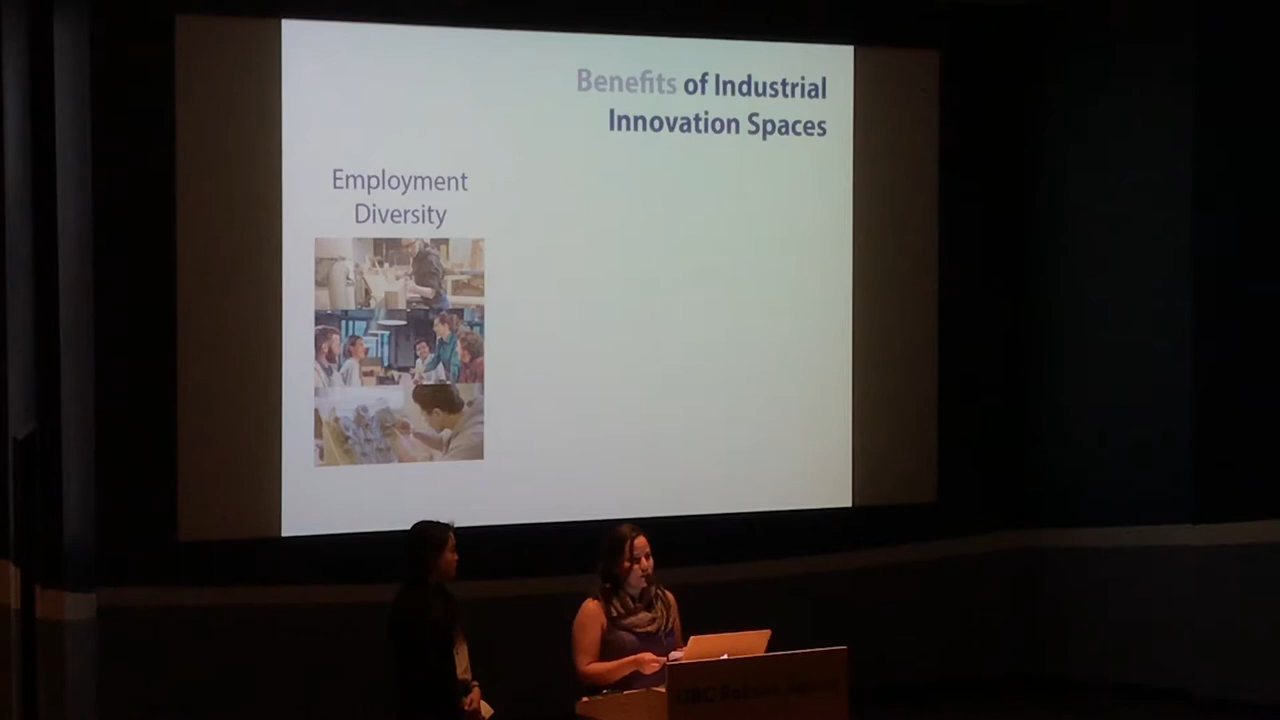 Benefits of Industrial
Innovation Spaces
Employment
Diversity